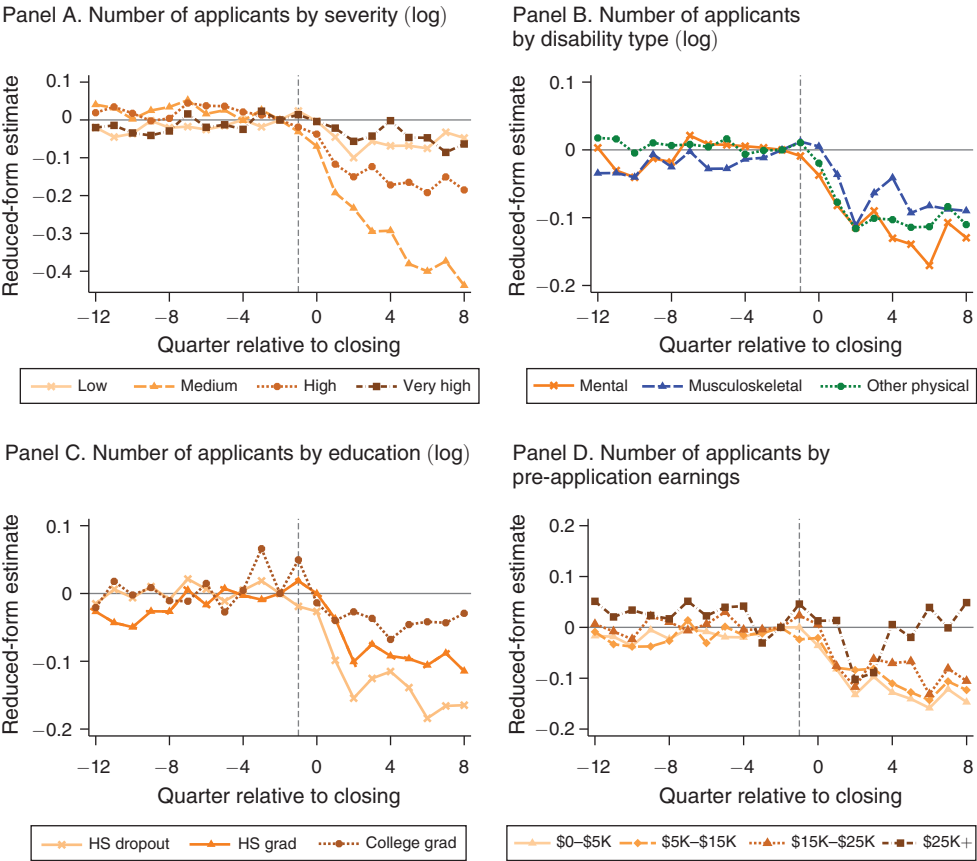 Panel A. Number of applicants by severity (log)
Reduced-form estimate
0.1
0
−0.1
−0.2
−0.3
−0.4
−12
−8
−4
0
4
8
Quarter relative to closing
Low
Medium
High
Very high
Panel B. Number of applicants
by disability type (log)
Reduced-form estimate
0.1
0
−0.1
−0.2
−12
−8
−4
0
4
8
Quarter relative to closing
Mental
Musculoskeletal
Other physical
Panel C. Number of applicants by education (log)
Reduced-form estimate
0.1
0
−0.1
−0.2
−12
−8
−4
0
4
8
Quarter relative to closing
HS dropout
HS grad
College grad
Panel D. Number of applicants by
pre-application earnings
Reduced-form estimate
0.2
0.1
0
−0.1
−0.2
−12
−8
−4
0
4
8
Quarter relative to closing
$0–$5K
$5K–$15K
$15K–$25K
$25K+